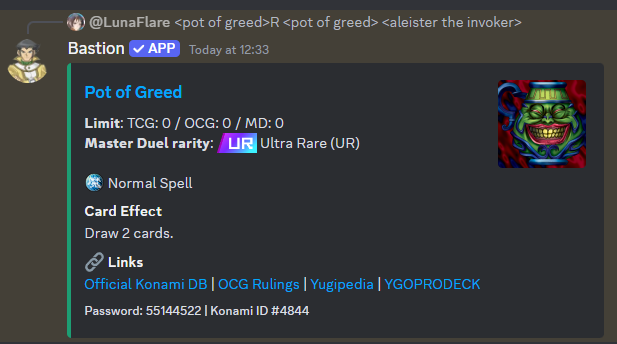 @LunaFlare <pot of greed>R <pot of greed> <aleister the invoker>
Bastion ✓ APP Today at 12:33
Pot of Greed
Limit: TCG: 0 / OCG: 0 / MD: 0
Master Duel rarity: UR Ultra Rare (UR)
Normal Spell
Card Effect
Draw 2 cards.
🔗 Links
Official Konami DB | OCG Rulings | Yugipedia | YGOPRODECK
Password: 55144522 | Konami ID #4844